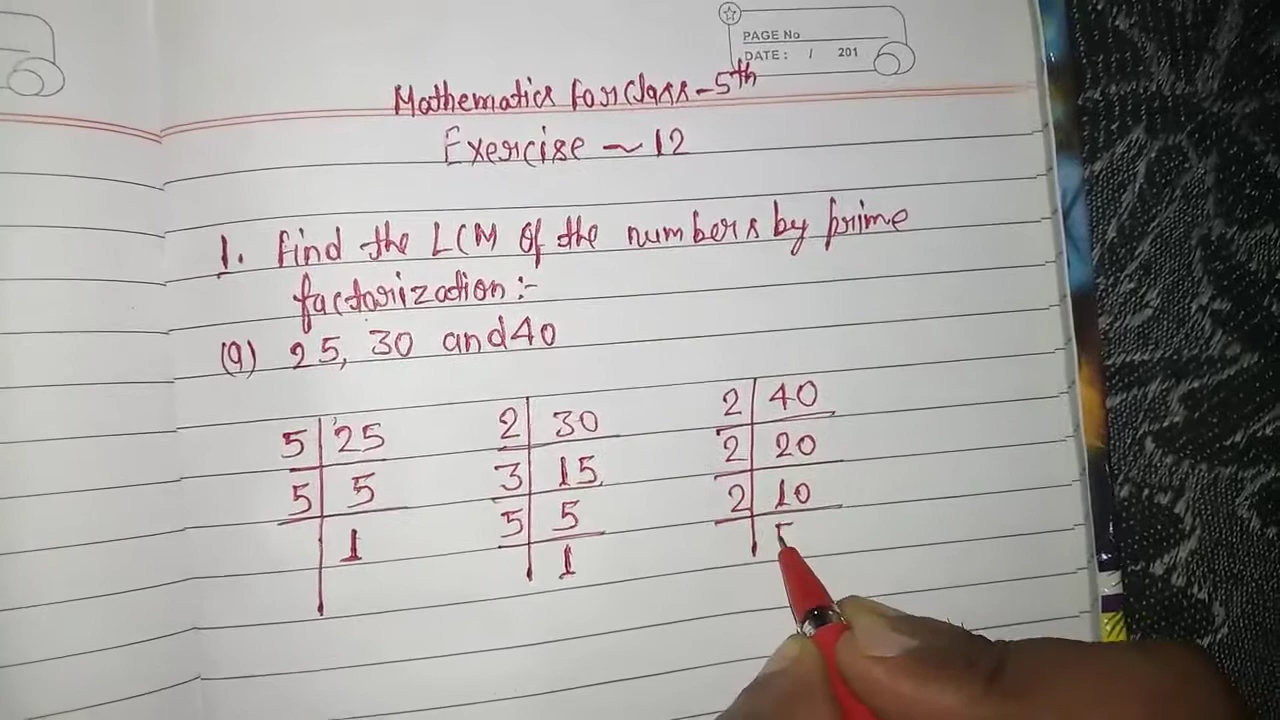 PAGE No
DATE : / 201
Mathematics For Class-5th
Exercise ~ 12
1. Find the LCM of the numbers by prime
factorization :-
(a) 25, 30 and 40
5 25 2 30 2 40
5 5 3 15 2 20
1 5 5 2 10
1 5